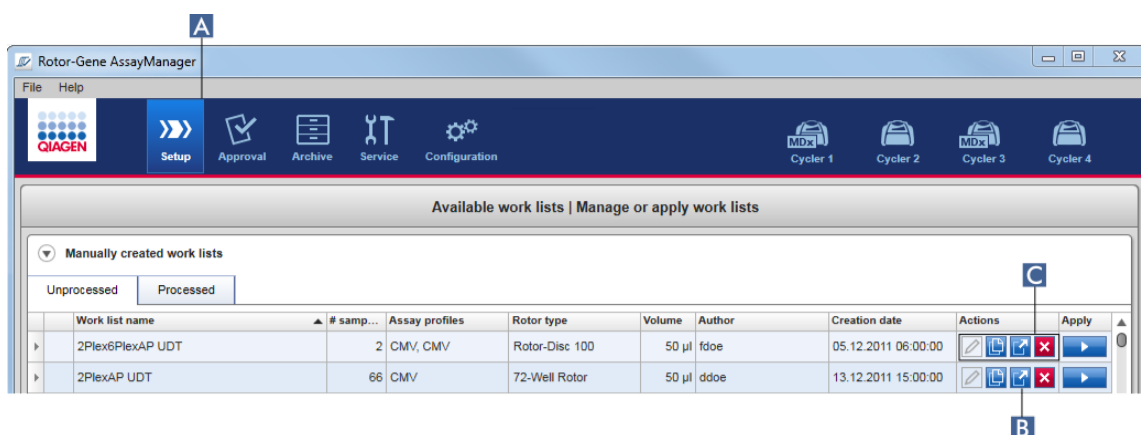 A
Rotor-Gene AssayManager
File Help
QIAGEN
Setup Approval Archive Service Configuration MDx Cycler 1 Cycler 2 MDx Cycler 3 Cycler 4
Available work lists | Manage or apply work lists
Manually created work lists
C
Unprocessed Processed
Work list name # samp... Assay profiles Rotor type Volume Author Creation date Actions Apply
2Plex6PlexAP UDT 2 CMV, CMV Rotor-Disc 100 50 µl fdoe 05.12.2011 06:00:00
2PlexAP UDT 66 CMV 72-Well Rotor 50 µl ddoe 13.12.2011 15:00:00
B